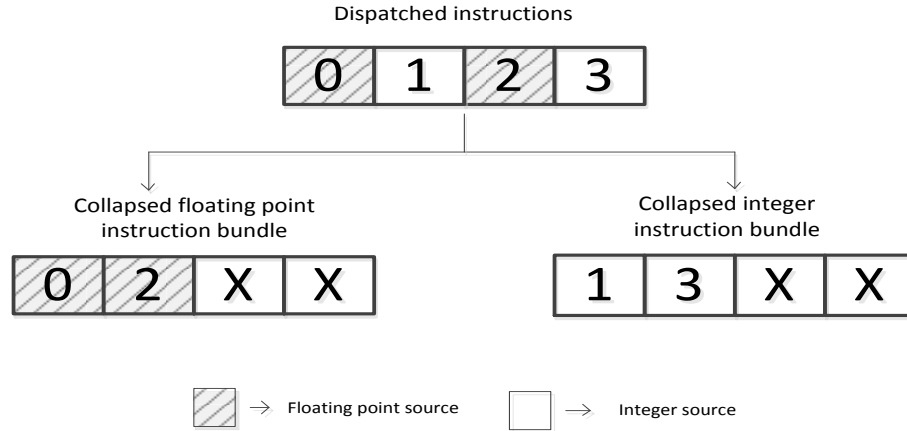 Dispatched instructions
0 1 2 3
Collapsed floating point
instruction bundle
0 2 X X
Collapsed integer
instruction bundle
1 3 X X
Floating point source
Integer source